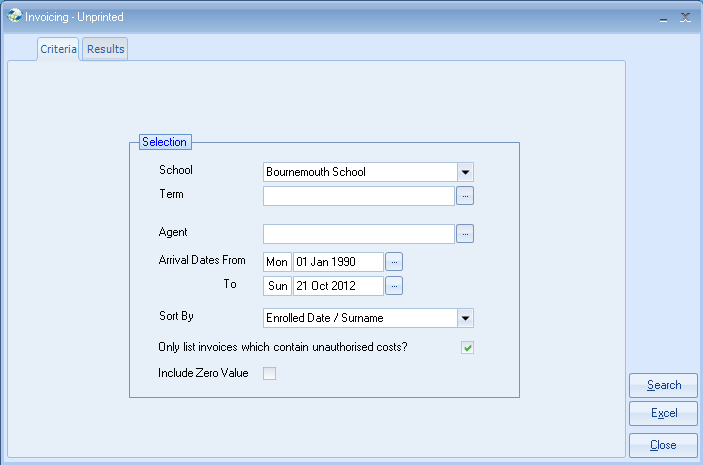 Invoicing - Unprinted
Criteria Results
Selection
School Bournemouth School
Term ...
Agent ...
Arrival Dates From Mon 01 Jan 1990 ...
To Sun 21 Oct 2012 ...
Sort By Enrolled Date / Surname
Only list invoices which contain unauthorised costs?
Include Zero Value
Search
Excel
Close